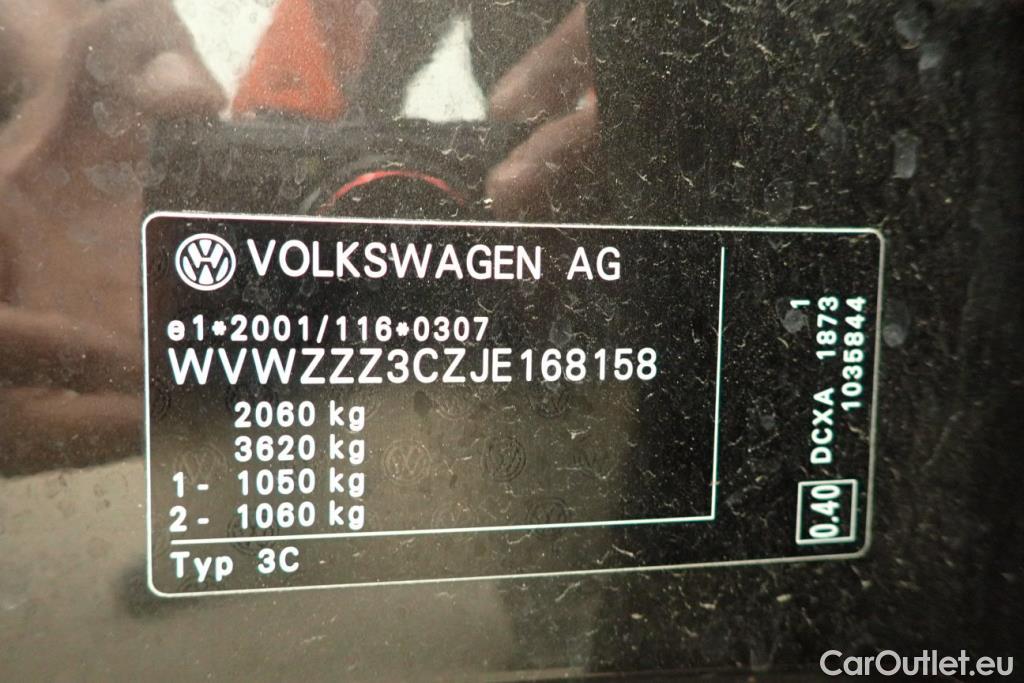 VOLKSWAGEN AG
e1*2001/116*0307
WVWZZZ3CZJE168158
2060 kg
3620 kg
1- 1050 kg
2- 1060 kg
Typ 3C
1
DCXA 1873
1035844
0.40
CarOutlet.eu